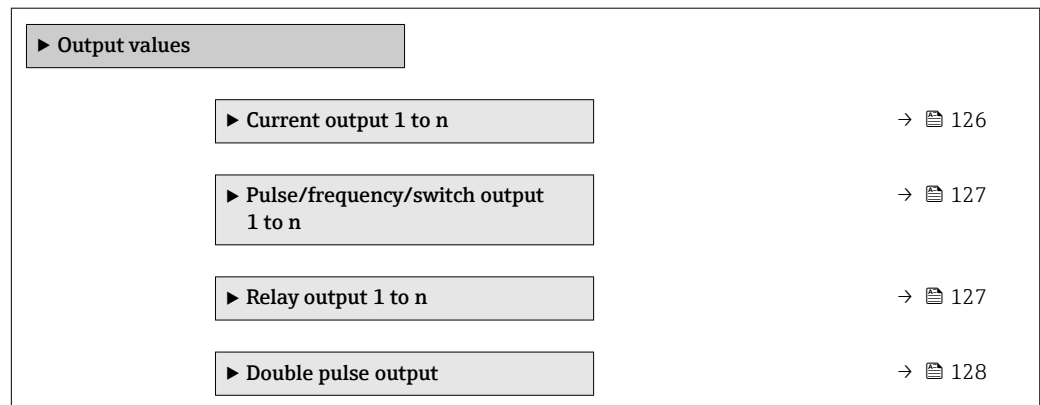 ▶ Output values
▶ Current output 1 to n → 126
▶ Pulse/frequency/switch output
1 to n → 127
▶ Relay output 1 to n → 127
▶ Double pulse output → 128